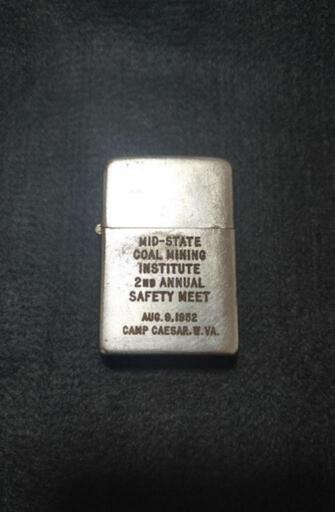 MID-STATE
COAL MINING
INSTITUTE
2ND ANNUAL
SAFETY MEET
AUG. 9, 1952
CAMP CAESAR, W. VA.